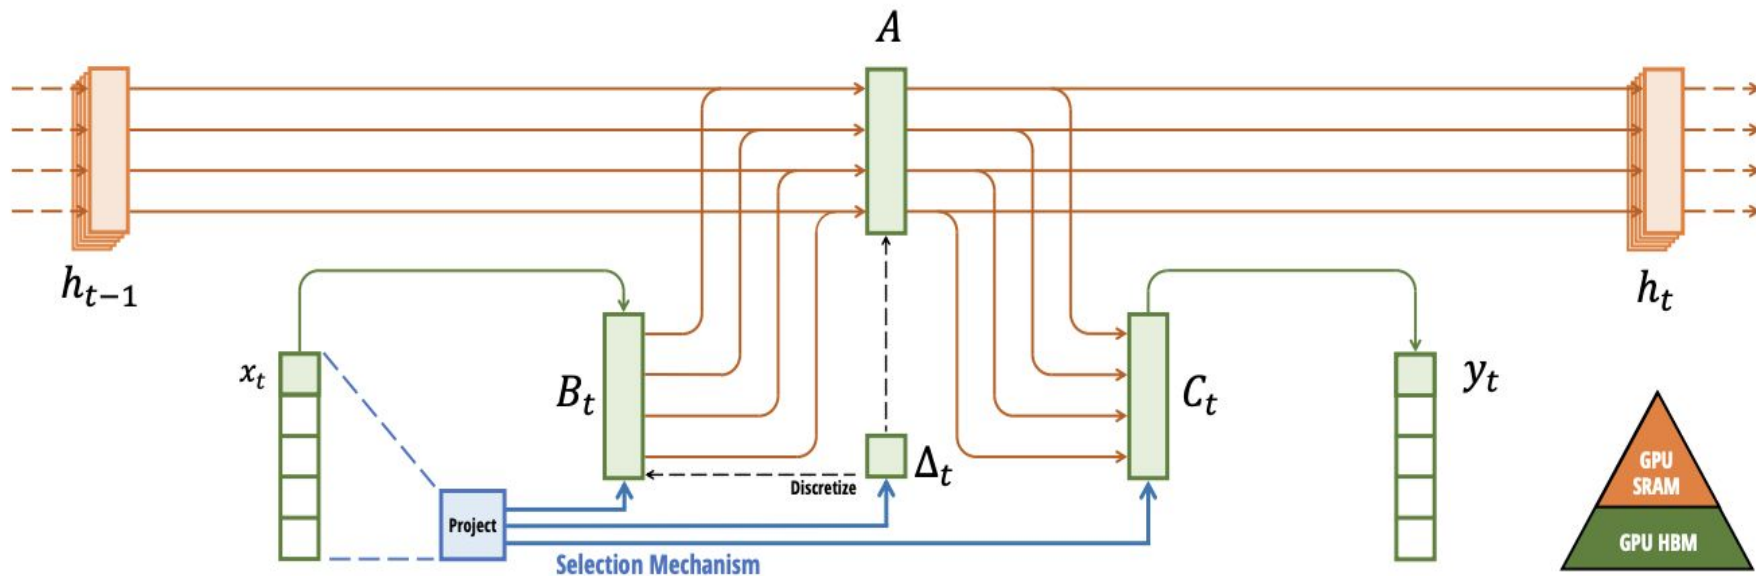 A
h_{t-1}
h_t
x_t
B_t
C_t
y_t
Δ_t
Discretize
Project
Selection Mechanism
GPU
SRAM
GPU HBM